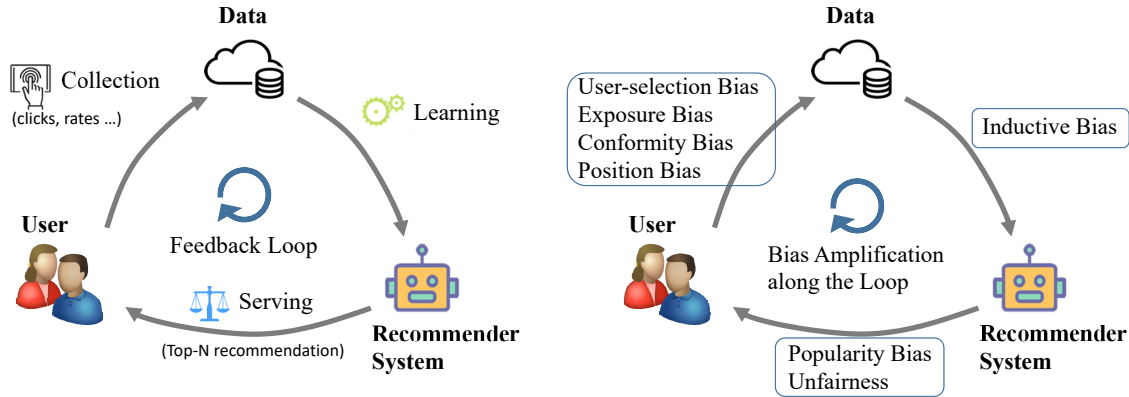 Data
Collection
(clicks, rates ...)
Learning
User
Feedback Loop
Serving
(Top-N recommendation)
Recommender
System
Data
User-selection Bias
Exposure Bias
Conformity Bias
Position Bias
Inductive Bias
User
Bias Amplification
along the Loop
Recommender
System
Popularity Bias
Unfairness